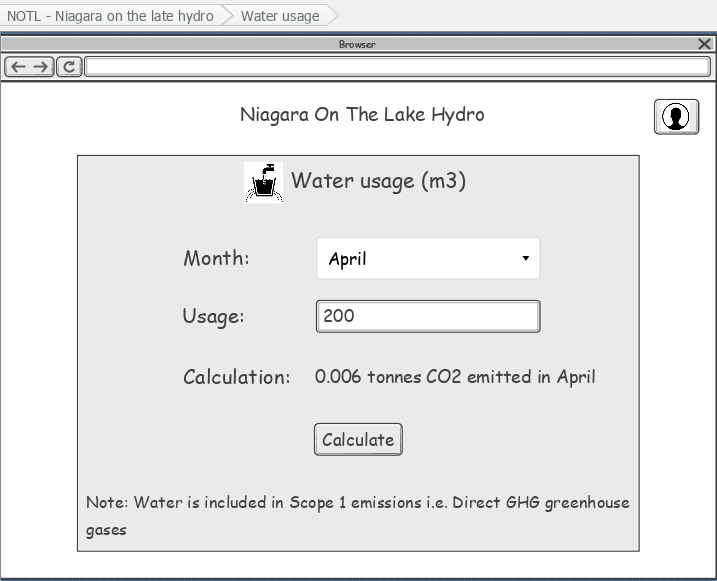 NOTL - Niagara on the late hydro
Water usage
Browser
Niagara On The Lake Hydro
Water usage (m3)
Month:
April
Usage:
200
Calculation:
0.006 tonnes CO2 emitted in April
Calculate
Note: Water is included in Scope 1 emissions i.e. Direct GHG greenhouse
gases